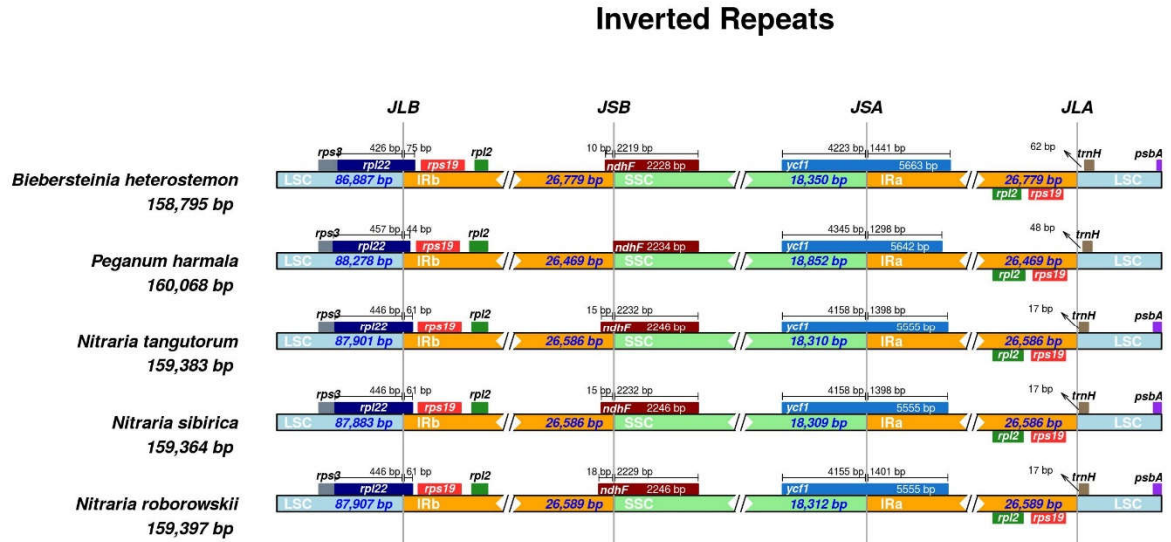 Inverted Repeats
JLB JSB JSA JLA
426 bp 75 bp 10 bp 2219 bp 4223 bp 1441 bp 62 bp
rps3 rpl22 rps19 rpl2 ndhF 2228 bp ycf1 5663 bp trnH psbA
Biebersteinia heterostemon LSC 86,887 bp IRb 26,779 bp SSC 18,350 bp IRa 26,779 bp LSC
158,795 bp rpl2 rps19
457 bp 44 bp 4345 bp 1298 bp 48 bp
rps3 rpl22 rps19 rpl2 ndhF 2234 bp ycf1 5642 bp trnH
Peganum harmala LSC 88,278 bp IRb 26,469 bp SSC 18,852 bp IRa 26,469 bp LSC
160,068 bp rpl2 rps19
446 bp 61 bp 15 bp 2232 bp 4158 bp 1398 bp 17 bp
rps3 rpl22 rps19 rpl2 ndhF 2246 bp ycf1 5555 bp trnH psbA
Nitraria tangutorum LSC 87,901 bp IRb 26,586 bp SSC 18,310 bp IRa 26,586 bp LSC
159,383 bp rpl2 rps19
446 bp 61 bp 15 bp 2232 bp 4158 bp 1398 bp 17 bp
rps3 rpl22 rps19 rpl2 ndhF 2246 bp ycf1 5555 bp trnH psbA
Nitraria sibirica LSC 87,883 bp IRb 26,586 bp SSC 18,309 bp IRa 26,586 bp LSC
159,364 bp rpl2 rps19
446 bp 61 bp 18 bp 2229 bp 4155 bp 1401 bp 17 bp
rps3 rpl22 rps19 rpl2 ndhF 2246 bp ycf1 5555 bp trnH psbA
Nitraria roborowskii LSC 87,907 bp IRb 26,589 bp SSC 18,312 bp IRa 26,589 bp LSC
159,397 bp rpl2 rps19